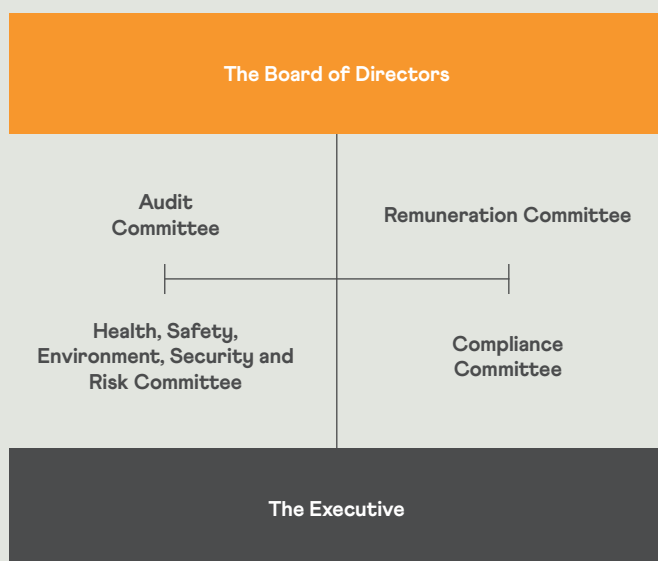 The Board of Directors
Audit
Committee
Remuneration Committee
Health, Safety,
Environment, Security and
Risk Committee
Compliance
Committee
The Executive